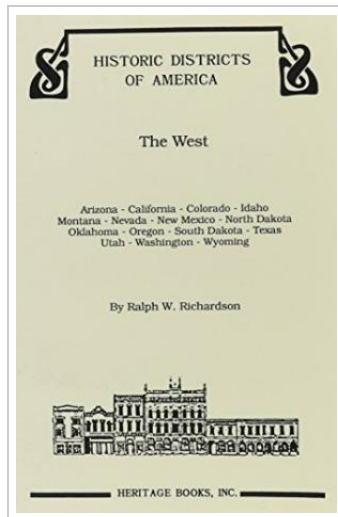 HISTORIC DISTRICTS
OF AMERICA
The West
Arizona - California - Colorado - Idaho
Montana - Nevada - New Mexico - North Dakota
Oklahoma - Oregon - South Dakota - Texas
Utah - Washington - Wyoming
By Ralph W. Richardson
HERITAGE BOOKS, INC.